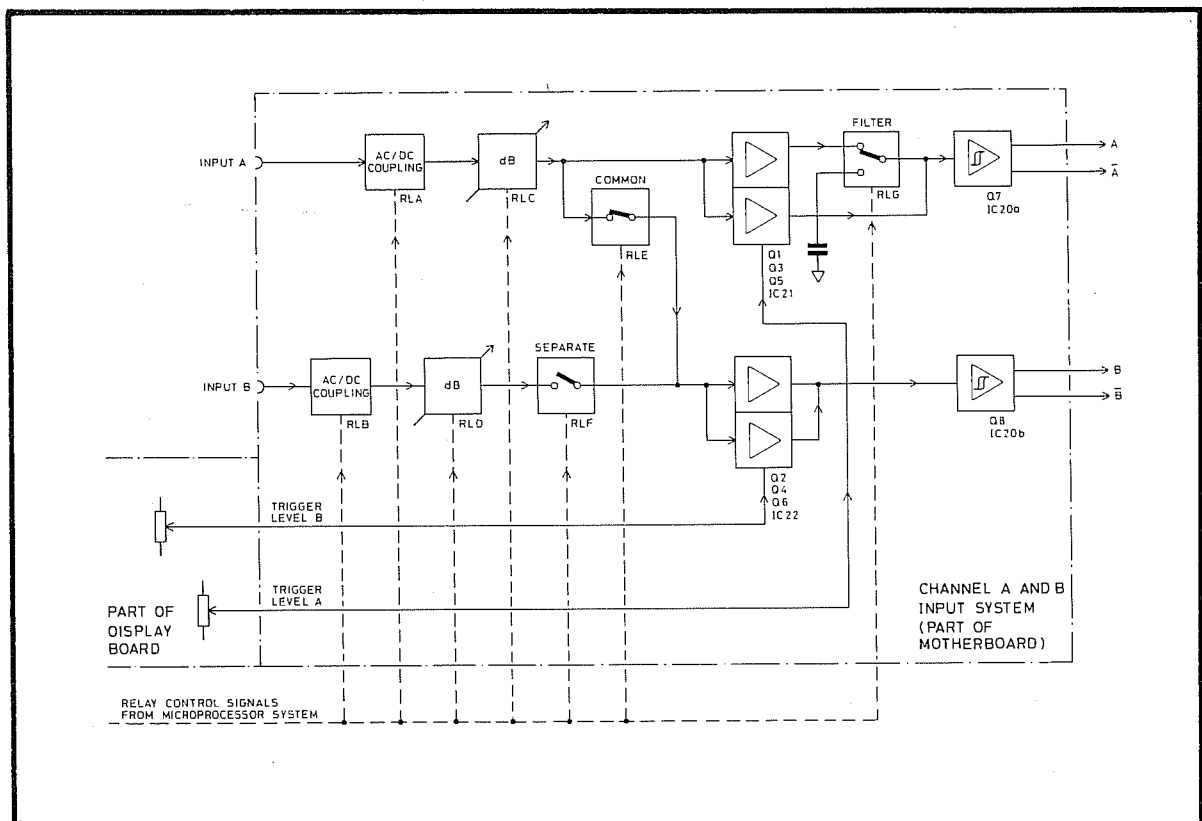 FILTER
INPUT A
AC/DC
COUPLING
RLA
dB
RLC
COMMON
RLE
RLG
Q1
Q3
Q5
IC21
Q7
IC20a
A
A̅
INPUT B
AC/DC
COUPLING
RLB
dB
RLD
SEPARATE
RLF
Q2
Q4
Q6
IC22
Q8
IC20b
B
B̅
TRIGGER
LEVEL B
TRIGGER
LEVEL A
PART OF
DISPLAY
BOARD
CHANNEL A AND B
INPUT SYSTEM
(PART OF
MOTHERBOARD)
RELAY CONTROL SIGNALS
FROM MICROPROCESSOR SYSTEM